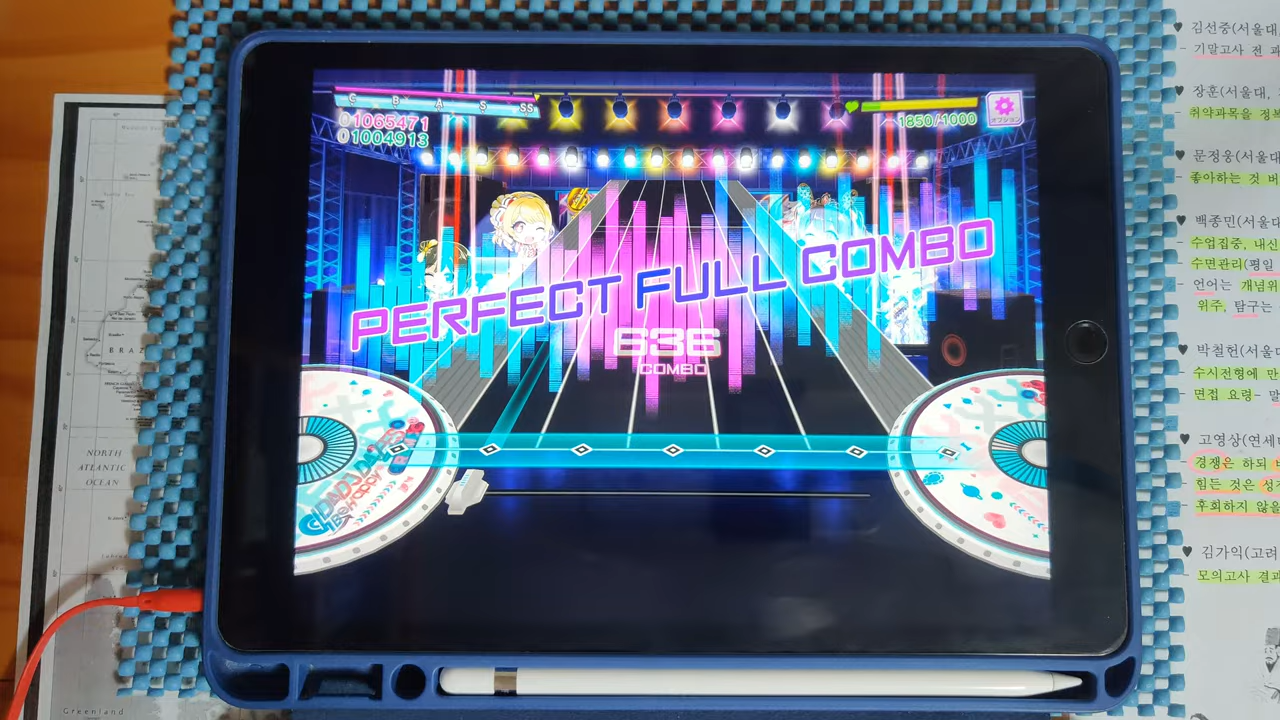 C B A S SS
01065471
01004913
1850/1000
オプション
PERFECT FULL COMBO
636
COMBO
D4DJ
BRAZ
NORTH
ATLANTIC
OCEAN
Greenland
♥ 김선중(서울대
- 기말고사 전 과
♥ 장훈(서울대,
취약과목을 정
♥ 문정웅(서울대
- 좋아하는 것 버
♥ 백종민(서울대
- 수업집중, 내신
수면관리(평일
- 언어는 개념위
위주, 탐구는
♥ 박철헌(연세대
- 수시전형에 만
- 면접 요령- 말
♥ 고영상(연세
- 경쟁은 하되
- 힘든 것은 성
- 후회하지 않을
♥ 김가익(고려
- 모의고사 결과